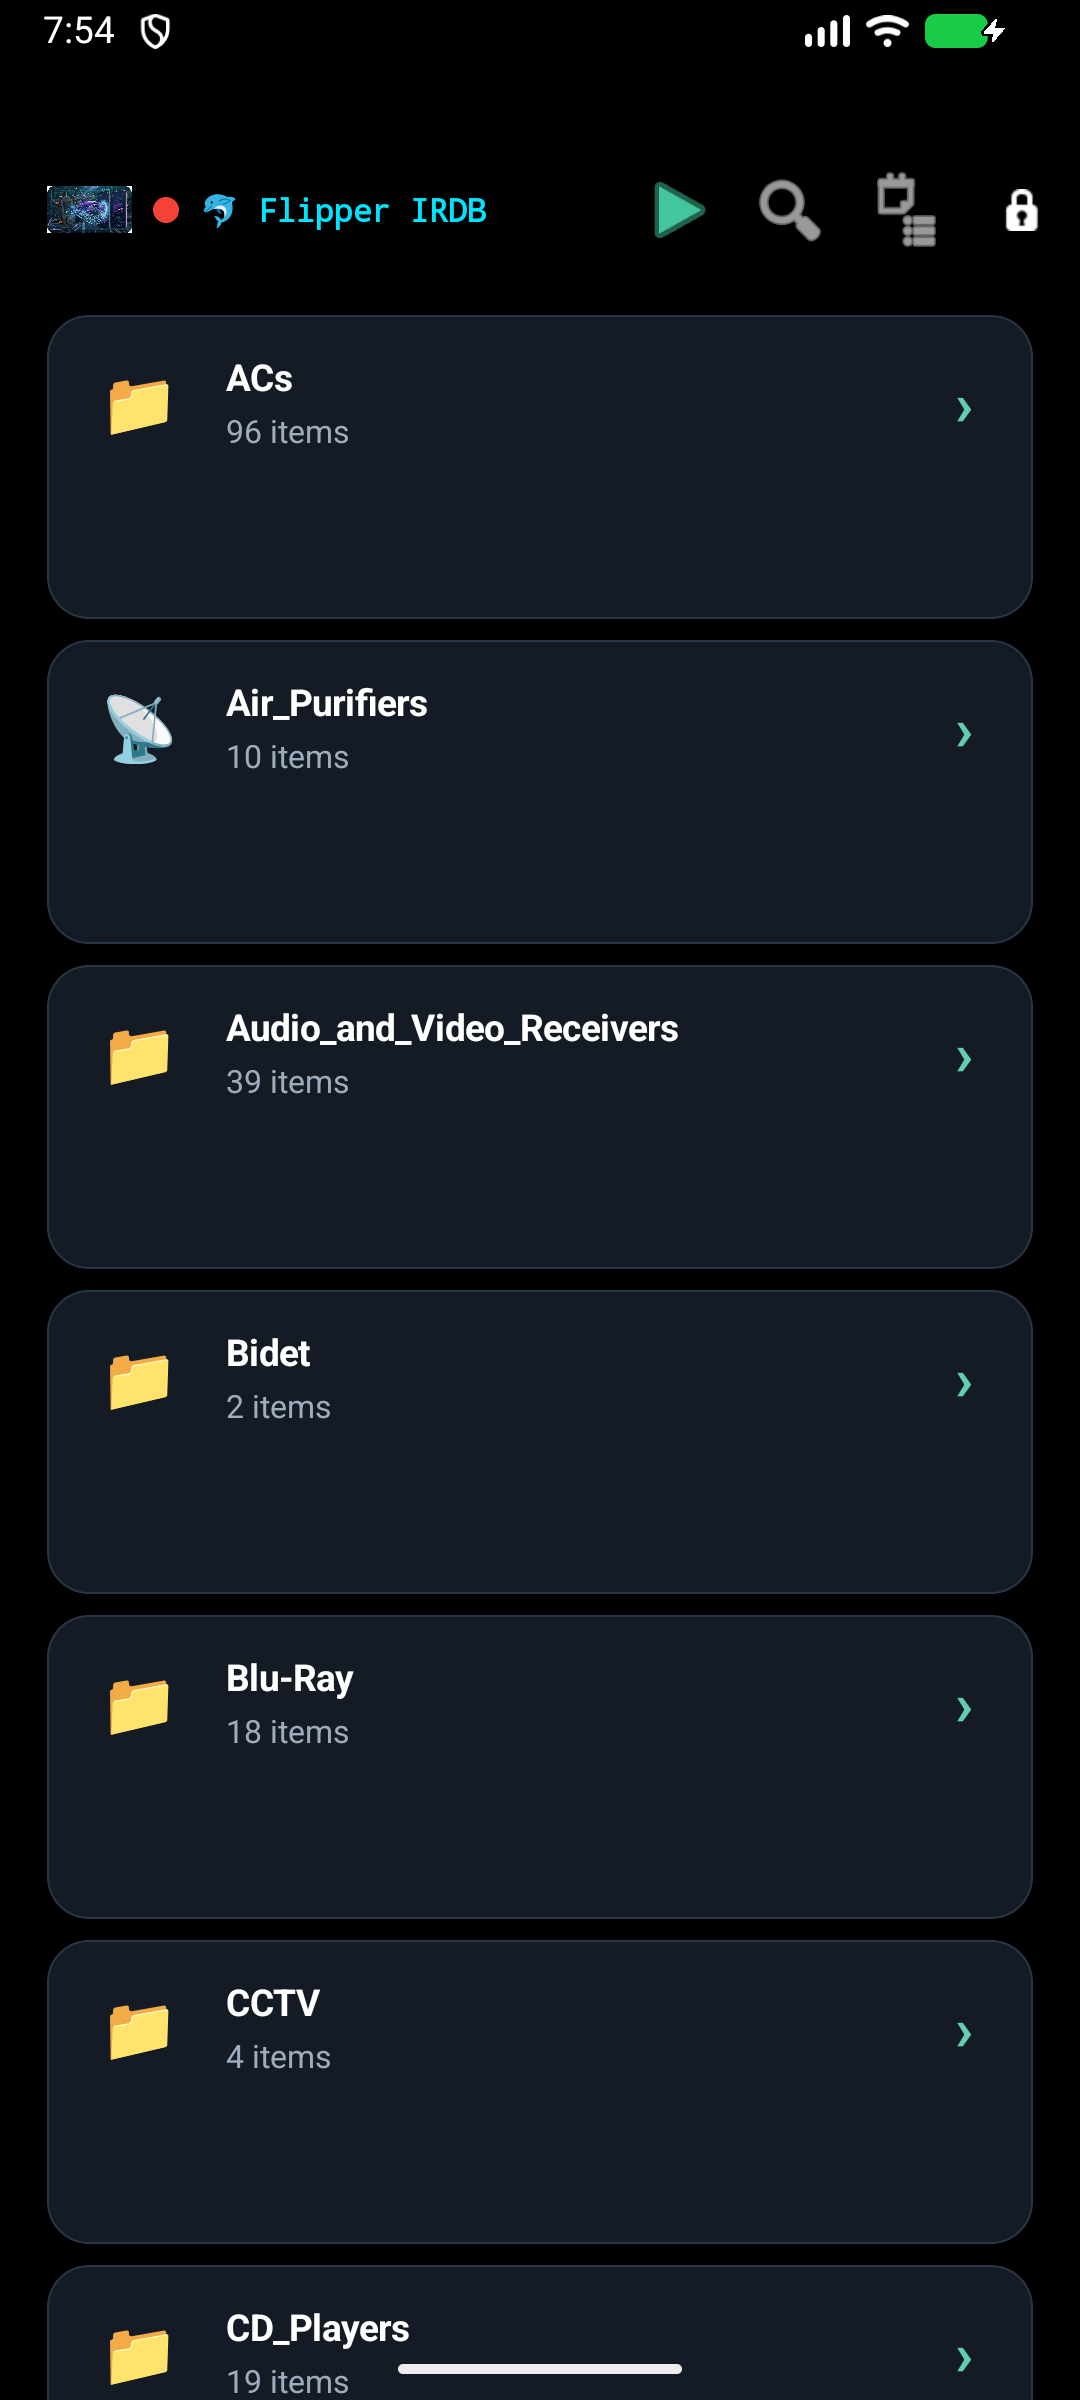 7:54
Flipper IRDB
ACs
96 items
Air_Purifiers
10 items
Audio_and_Video_Receivers
39 items
Bidet
2 items
Blu-Ray
18 items
CCTV
4 items
CD_Players
19 items